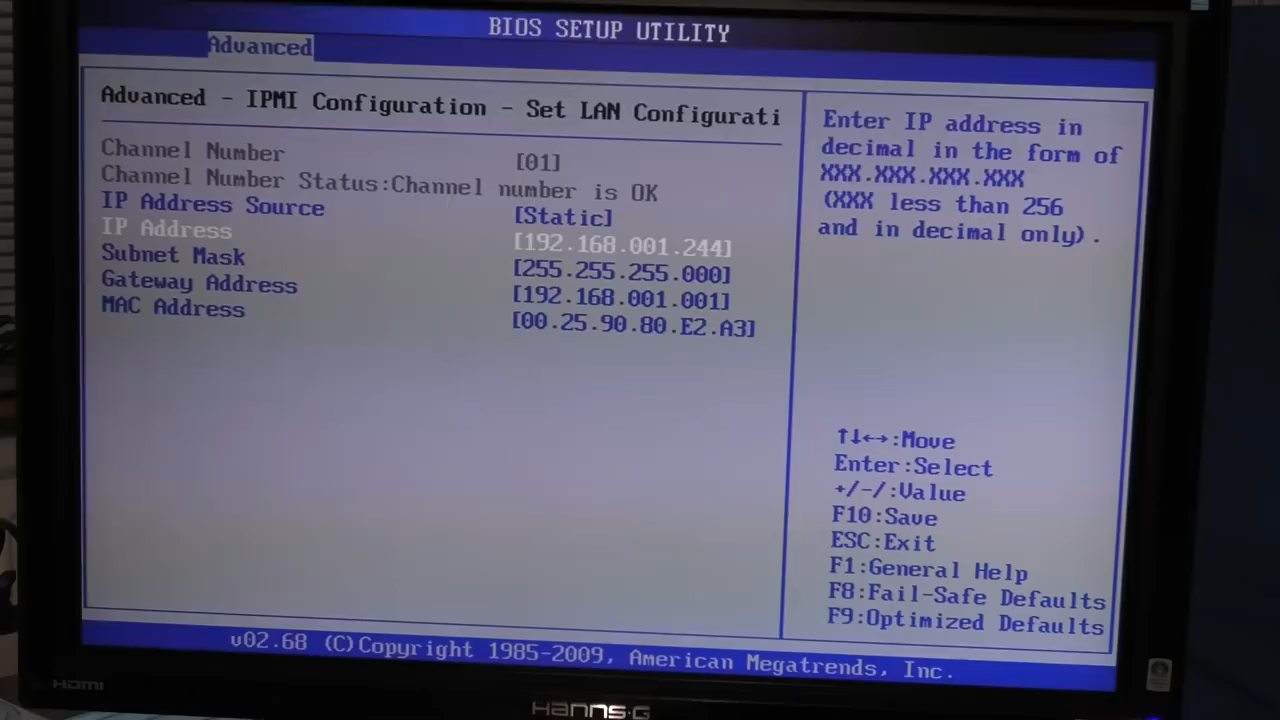 BIOS SETUP UTILITY
Advanced
Advanced - IPMI Configuration - Set LAN Configurati
Channel Number [01]
Channel Number Status:Channel number is OK
IP Address Source [Static]
IP Address [192.168.001.244]
Subnet Mask [255.255.255.000]
Gateway Address [192.168.001.001]
MAC Address [00.25.90.80.E2.A3]
Enter IP address in
decimal in the form of
XXX.XXX.XXX.XXX
(XXX less than 256
and in decimal only).
↑↓←→:Move
Enter:Select
+/-/:Value
F10:Save
ESC:Exit
F1:General Help
F8:Fail-Safe Defaults
F9:Optimized Defaults
v02.68 (C)Copyright 1985-2009, American Megatrends, Inc.
HDMI
HANNS·G